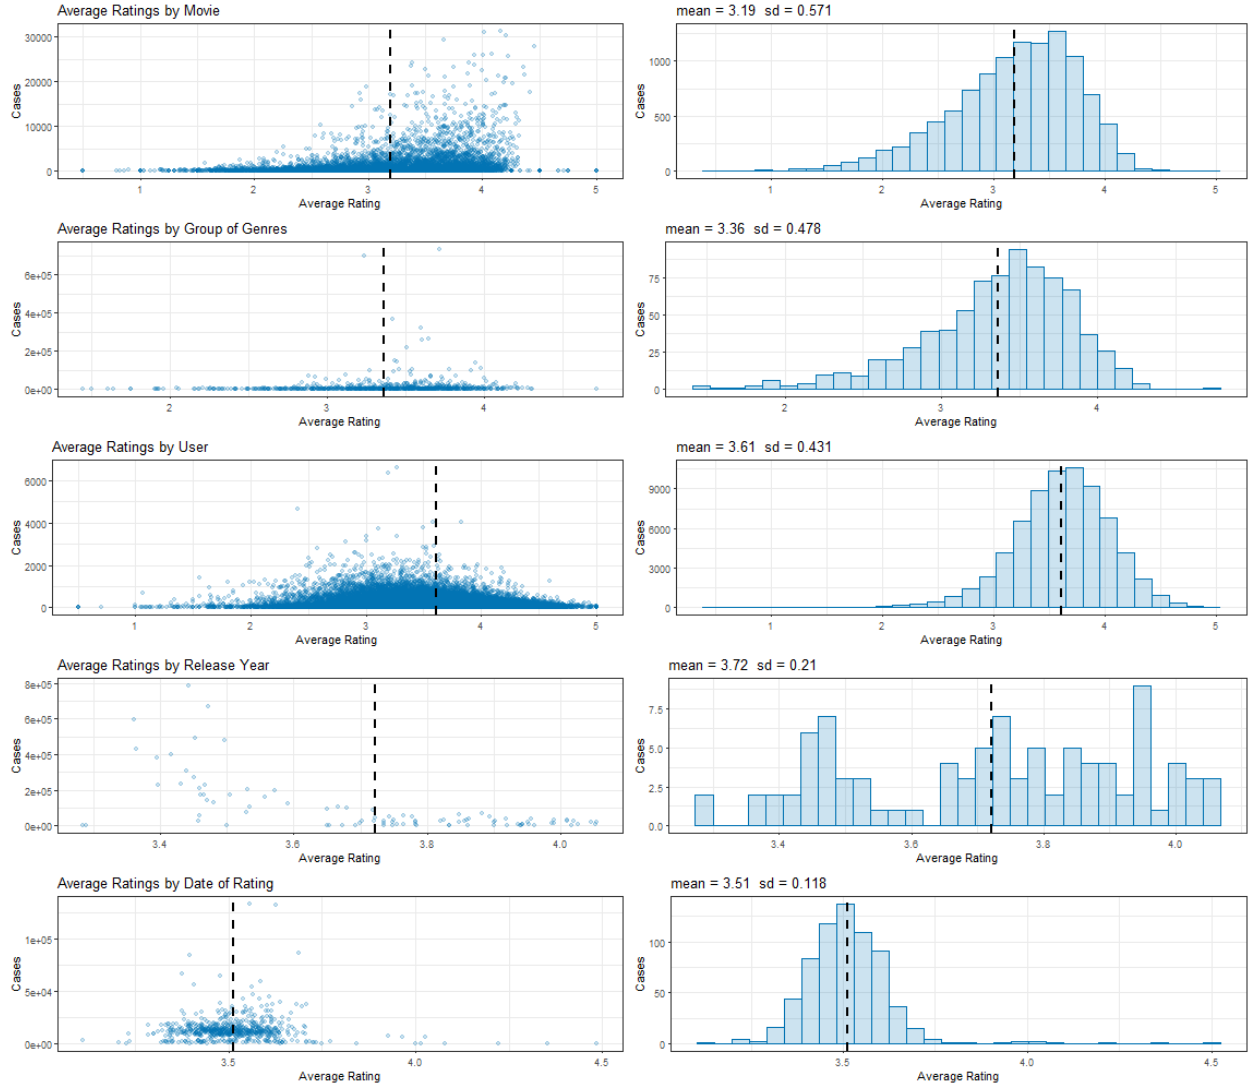 Average Ratings by Movie
mean = 3.19 sd = 0.571
30000
20000
10000
0
Cases
1 2 3 4 5
Average Rating
1000
500
0
Cases
1 2 3 4 5
Average Rating
Average Ratings by Group of Genres
mean = 3.36 sd = 0.478
6e+05
4e+05
2e+05
0e+00
Cases
2 3 4
Average Rating
75
50
25
0
Cases
2 3 4
Average Rating
Average Ratings by User
mean = 3.61 sd = 0.431
6000
4000
2000
0
Cases
1 2 3 4 5
Average Rating
9000
6000
3000
0
Cases
1 2 3 4 5
Average Rating
Average Ratings by Release Year
mean = 3.72 sd = 0.21
8e+05
6e+05
4e+05
2e+05
0e+00
Cases
3.4 3.6 3.8 4.0
Average Rating
7.5
5.0
2.5
0.0
Cases
3.4 3.6 3.8 4.0
Average Rating
Average Ratings by Date of Rating
mean = 3.51 sd = 0.118
1e+05
5e+04
0e+00
Cases
3.5 4.0 4.5
Average Rating
100
50
0
Cases
3.5 4.0 4.5
Average Rating